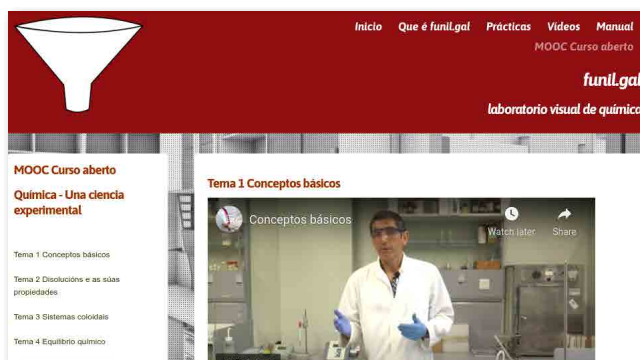 Inicio Que é funil.gal Prácticas Vídeos Manual
MOOC Curso aberto
funil.gal
laboratorio visual de química
MOOC Curso aberto
Química - Una ciencia
experimental
Tema 1 Conceptos básicos
Tema 2 Disolucións e as súas
propiedades
Tema 3 Sistemas coloidais
Tema 4 Equilibrio químico
Tema 1 Conceptos básicos
Conceptos básicos
Watch later Share